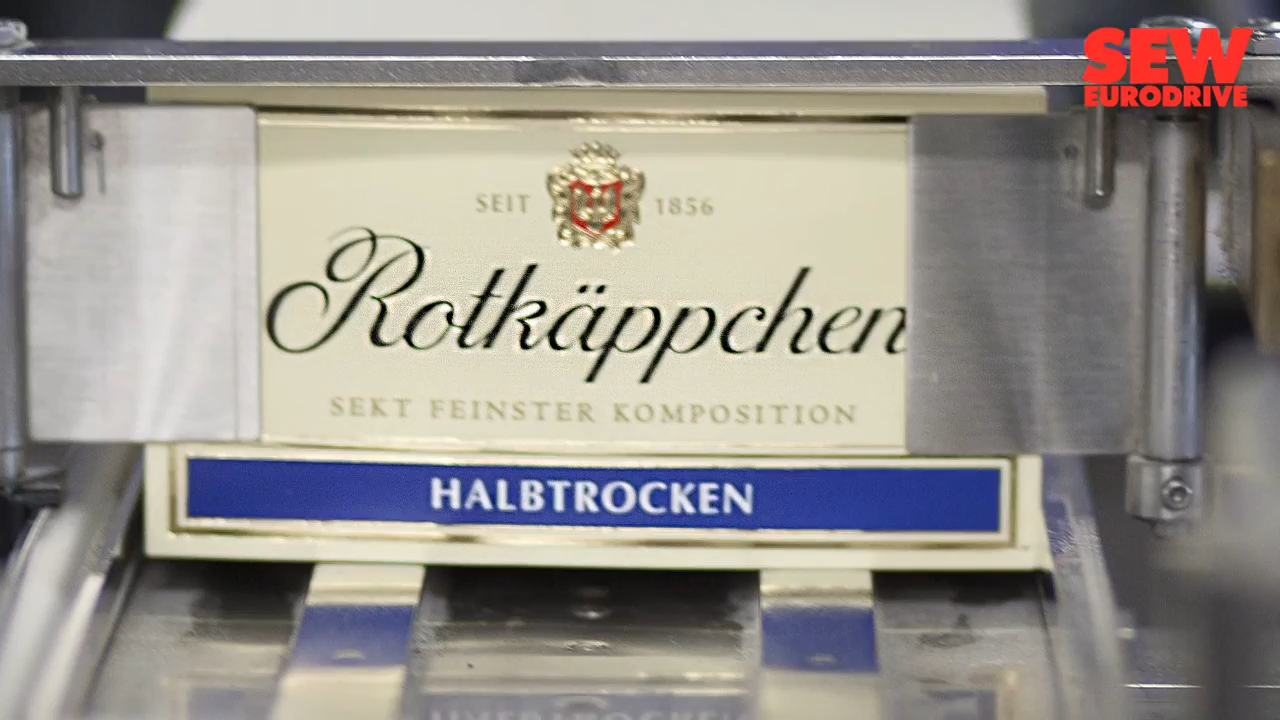 SEW
EURODRIVE
SEIT 1856
Rotkäppchen
SEKT FEINSTER KOMPOSITION
HALBTROCKEN